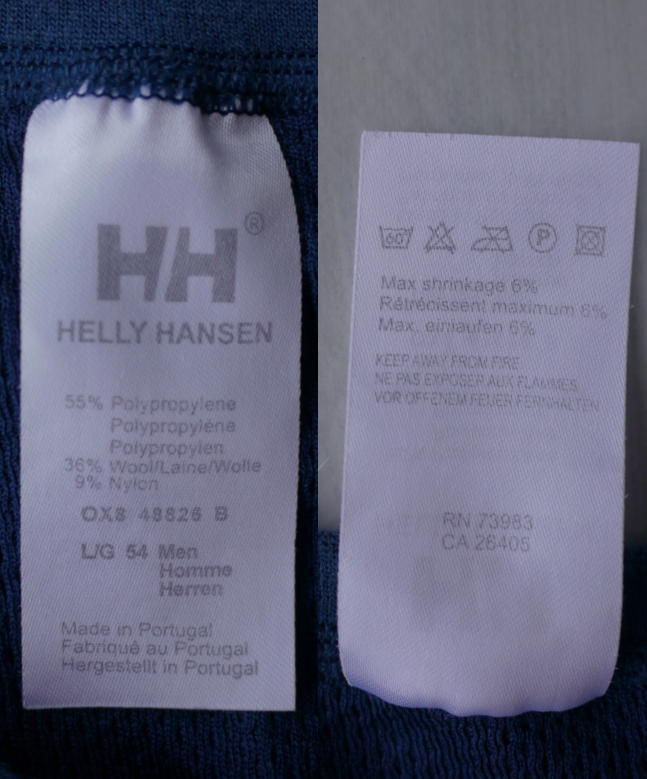 HH®
HELLY HANSEN
55% Polypropylene
Polypropyléne
Polypropylen
36% Wool/Laine/Wolle
9% Nylon
OX8 48826 B
L/G 54 Men
Homme
Herren
Made in Portugal
Fabriqué au Portugal
Hergestellt in Portugal
60°
P
Max shrinkage 6%
Rétrécissent maximum 6%
Max. einlaufen 6%
KEEP AWAY FROM FIRE
NE PAS EXPOSER AUX FLAMMES
VOR OFFENEM FEUER FERNHALTEN
RN 73983
CA 26405